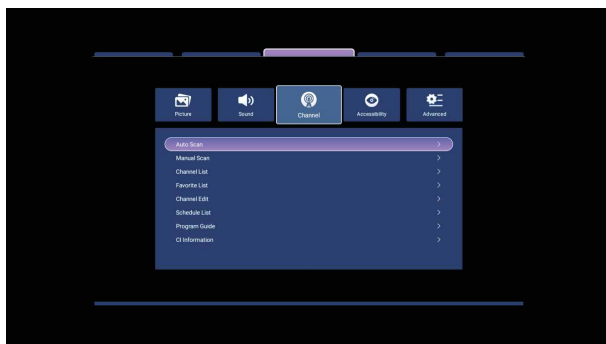 Picture Sound Channel Accessibility Advanced
Auto Scan
Manual Scan
Channel List
Favorite List
Channel Edit
Schedule List
Program Guide
CI Information